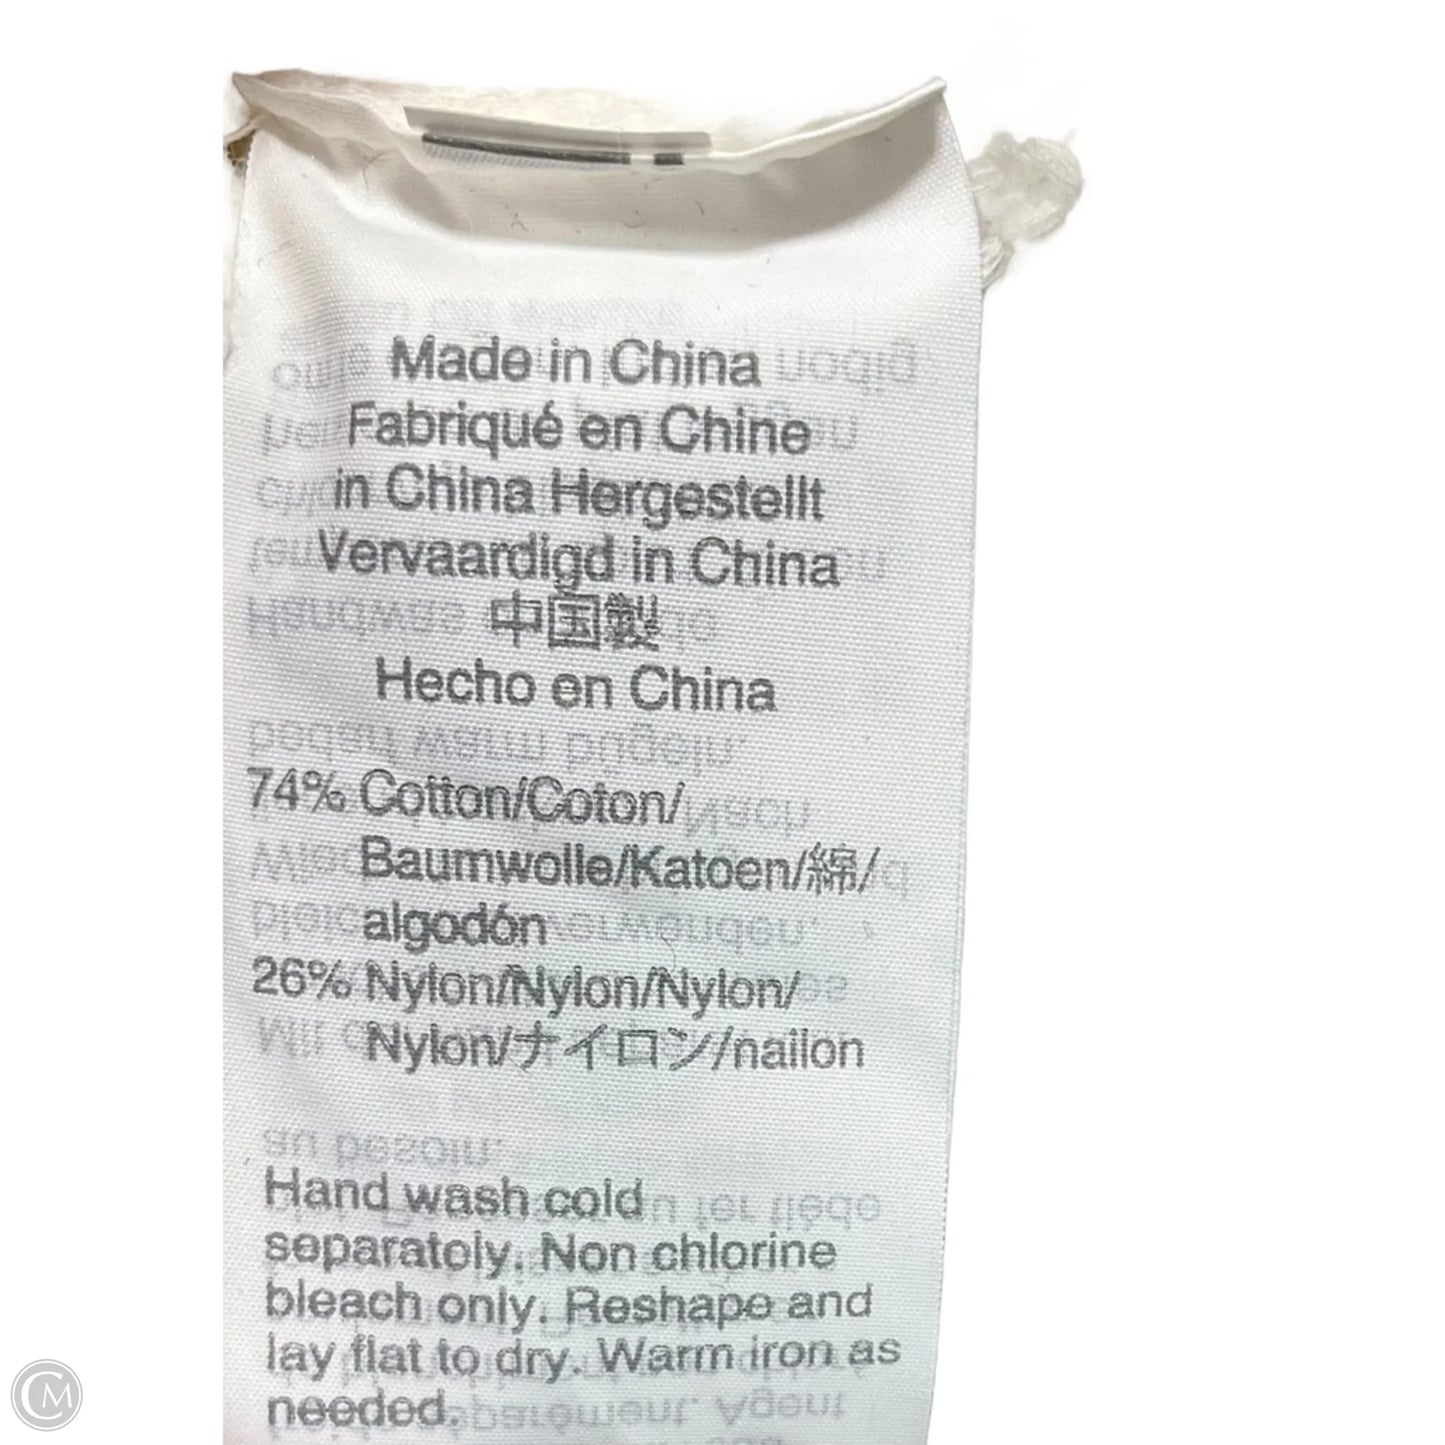 Made in China
Fabriqué en Chine
in China Hergestellt
Vervaardigd in China
中国製
Hecho en China
74% Cotton/Coton/
Baumwolle/Katoen/綿/
algodón
26% Nylon/Nylon/Nylon/
Nylon/ナイロン/nailon
Hand wash cold
separately. Non chlorine
bleach only. Reshape and
lay flat to dry. Warm iron as
needed.
CM